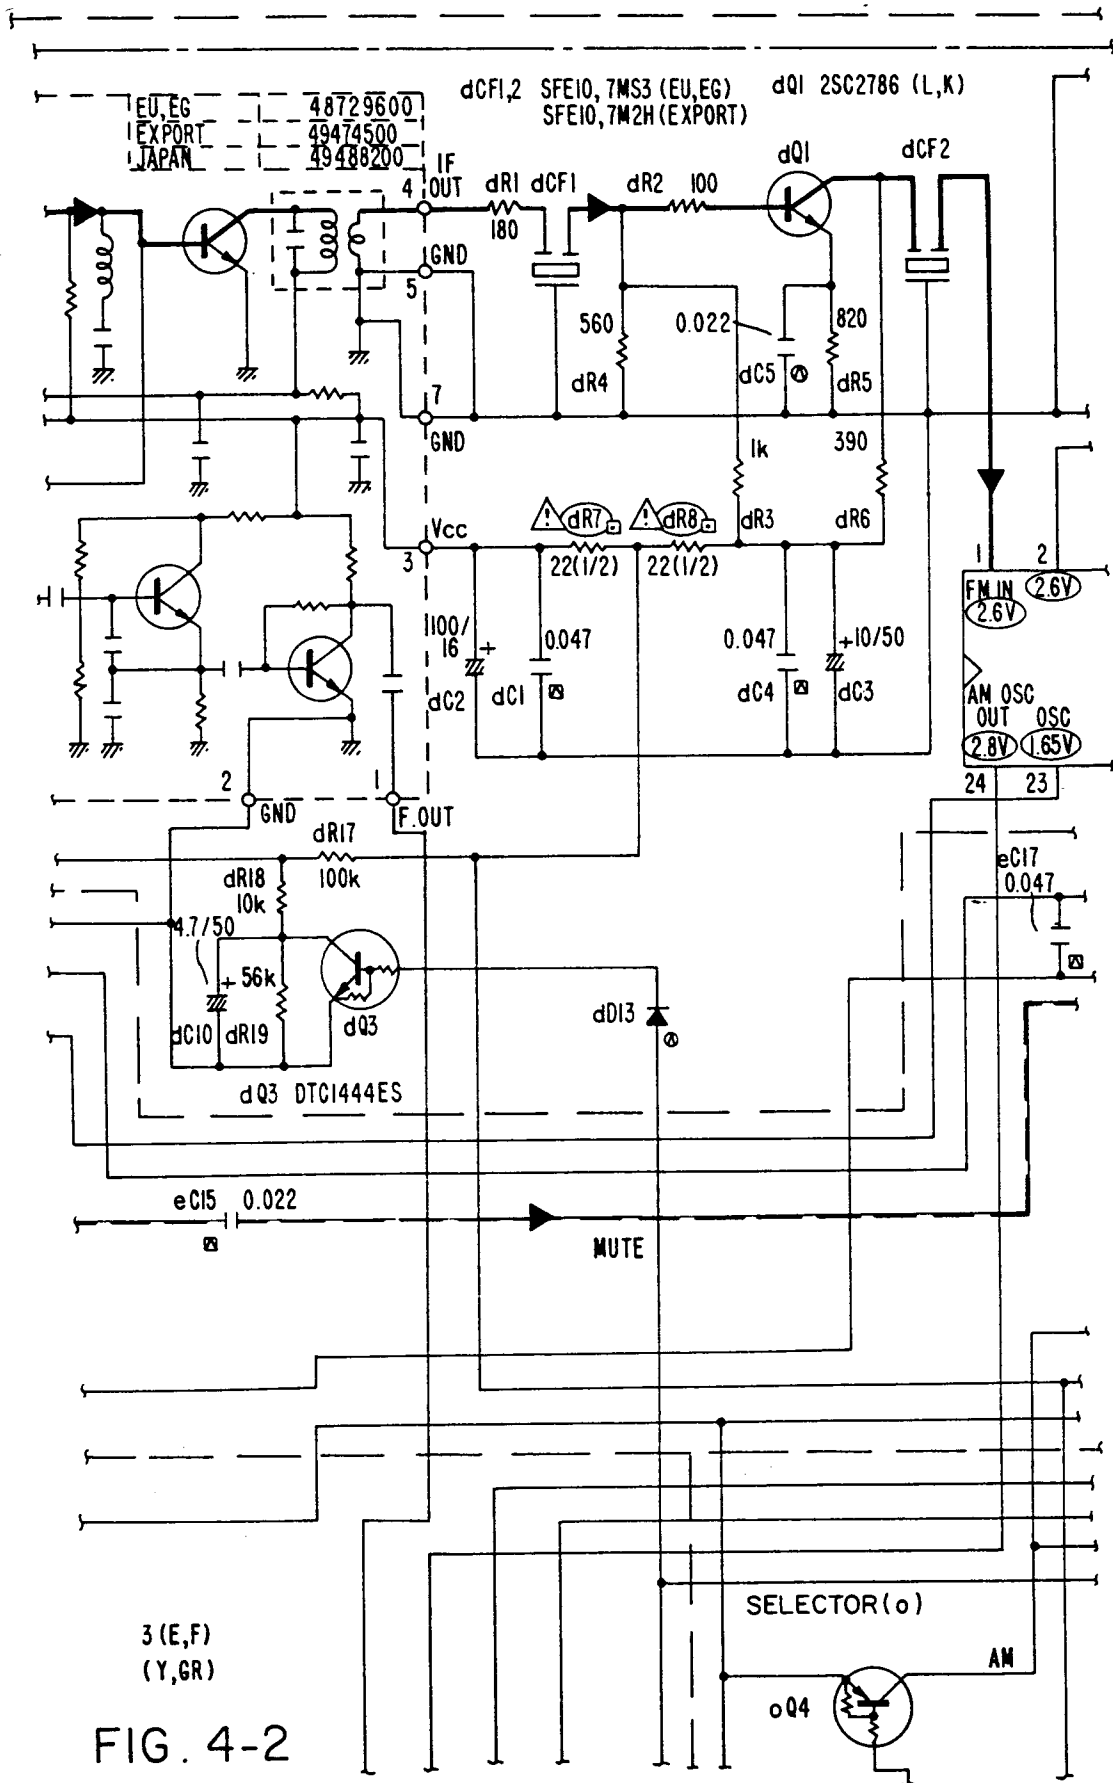 dCF1,2 SFE10,7MS3 (EU,EG)
SFE10,7M2H (EXPORT)
dQ1 2SC2786 (L,K)
EU,EG 48729600
EXPORT 49474500
JAPAN 49488200
IF
OUT
4
dR1
180
dCF1
dR2 100
dQ1
dCF2
GND
5
560
dR4
0.022
dC5
820
dR5
7
GND
1k
dR3
390
dR6
Vcc
3
dR7
22(1/2)
dR8
22(1/2)
100/
16
+
dC2
0.047
dC1
0.047
dC4
+10/50
dC3
1
2
FM IN
2.6V
2.6V
AM OSC
OUT
OSC
2.8V
1.65V
24
23
2
GND
1
F.OUT
dR17
100k
dR18
10k
4.7/50
+
56k
dC10
dR19
dQ3
dQ3 DTC1444ES
dD13
eC17
0.047
eC15 0.022
MUTE
SELECTOR(o)
AM
oQ4
3 (E,F)
(Y,GR)
FIG. 4-2